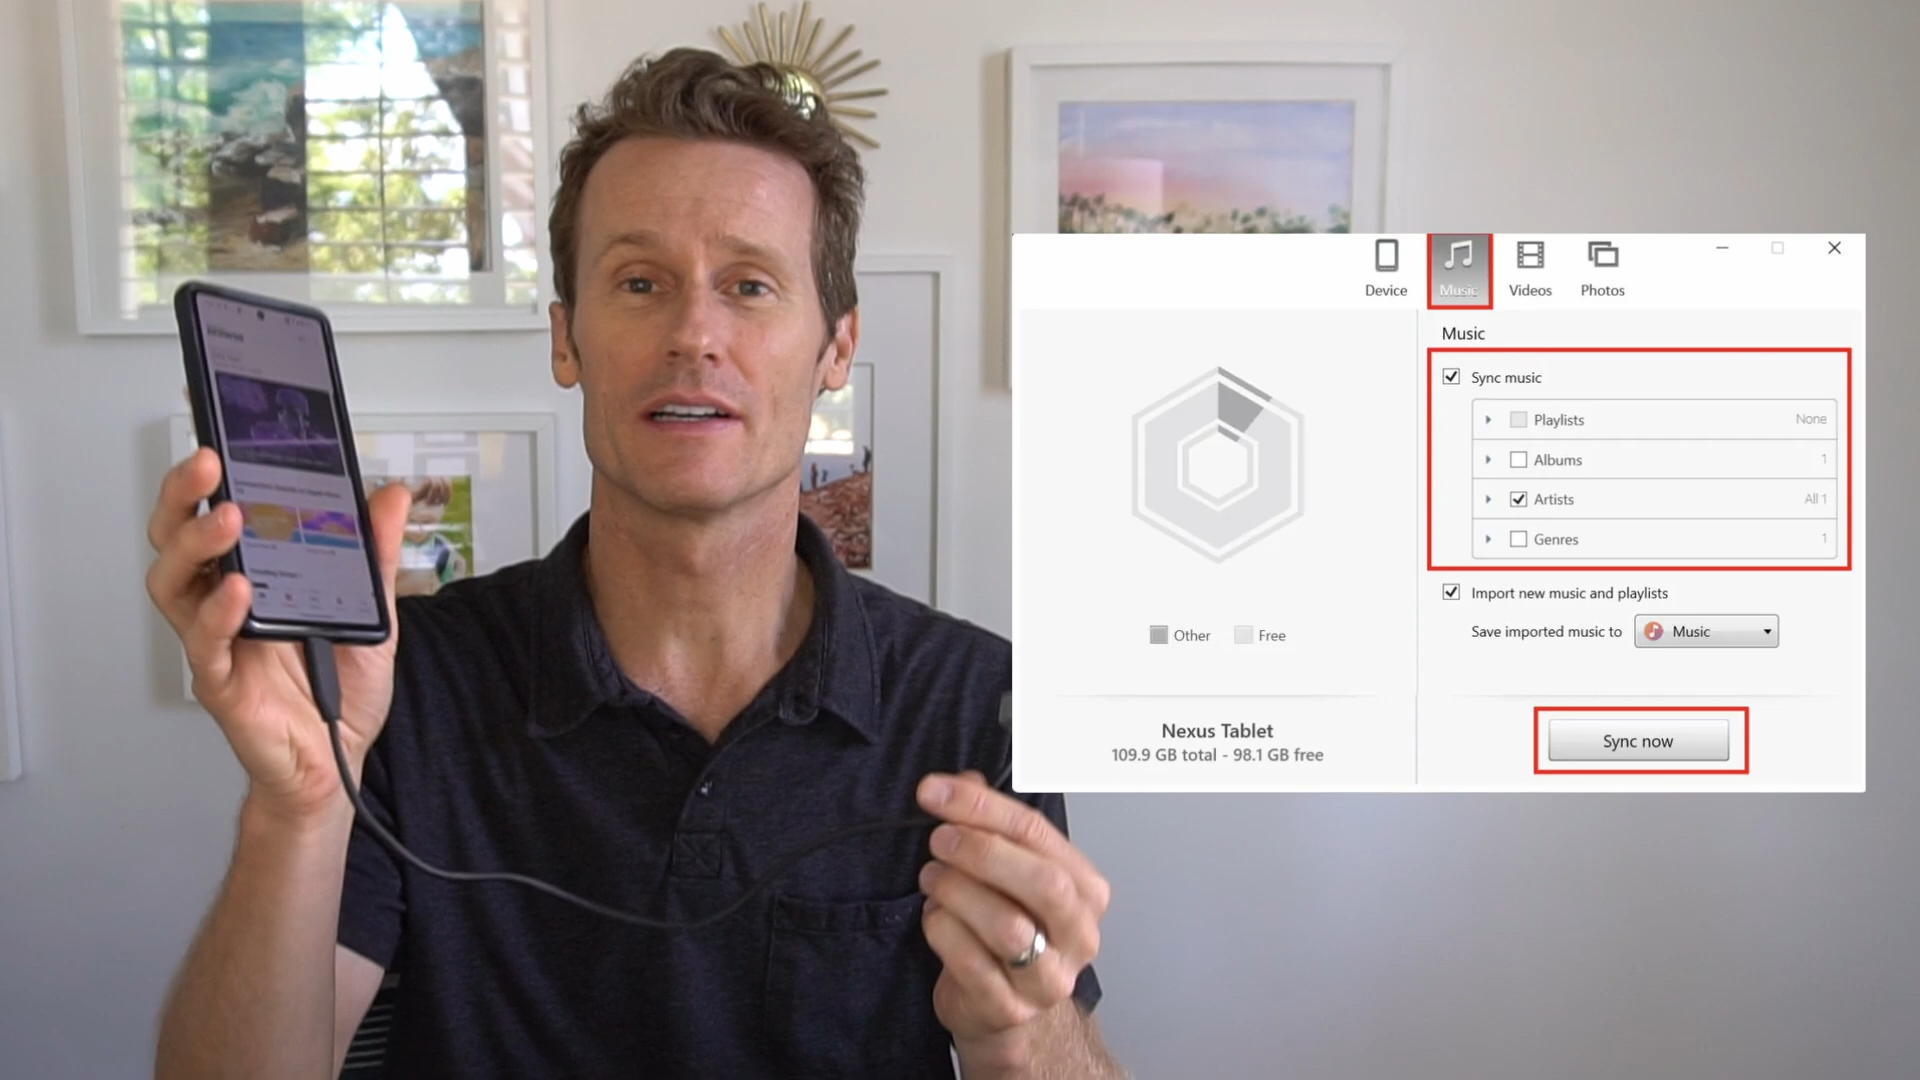 Device
Music
Videos
Photos
Music
Sync music
Playlists None
Albums 1
Artists All 1
Genres 1
Import new music and playlists
Save imported music to Music
Other Free
Sync now
Nexus Tablet
109.9 GB total - 98.1 GB free